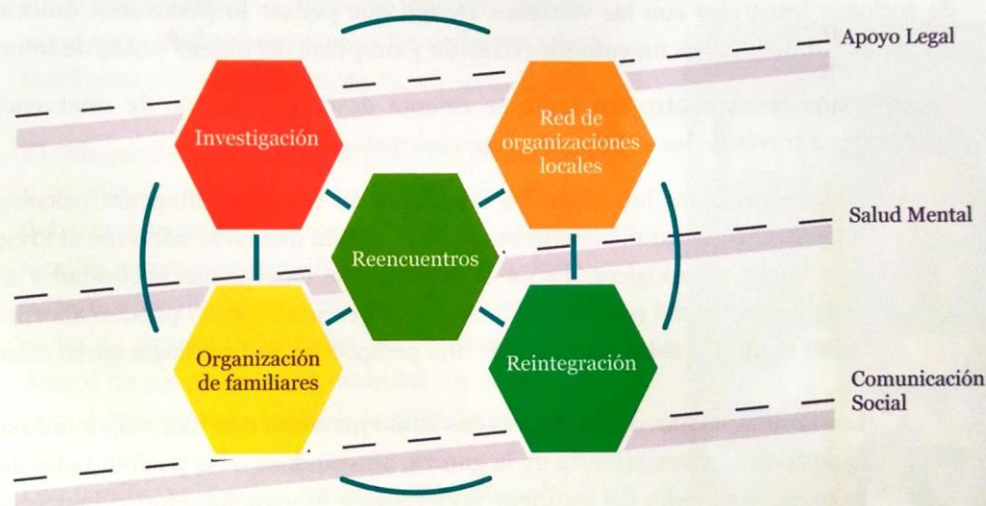 Apoyo Legal
Investigación
Red de
organizaciones
locales
Salud Mental
Reencuentros
Organización
de familiares
Reintegración
Comunicación
Social